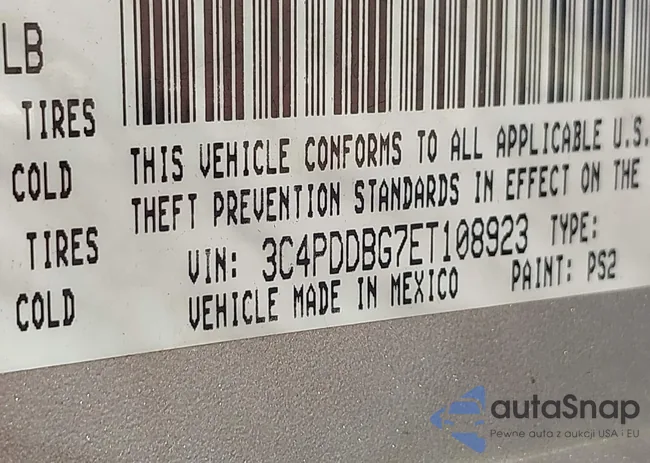 LB
TIRES
COLD
TIRES
COLD
THIS VEHICLE CONFORMS TO ALL APPLICABLE U.S.
THEFT PREVENTION STANDARDS IN EFFECT ON THE
VIN: 3C4PDDBG7ET108923 TYPE:
VEHICLE MADE IN MEXICO PAINT: PS2
autaSnap
Pewne auta z aukcji USA i EU